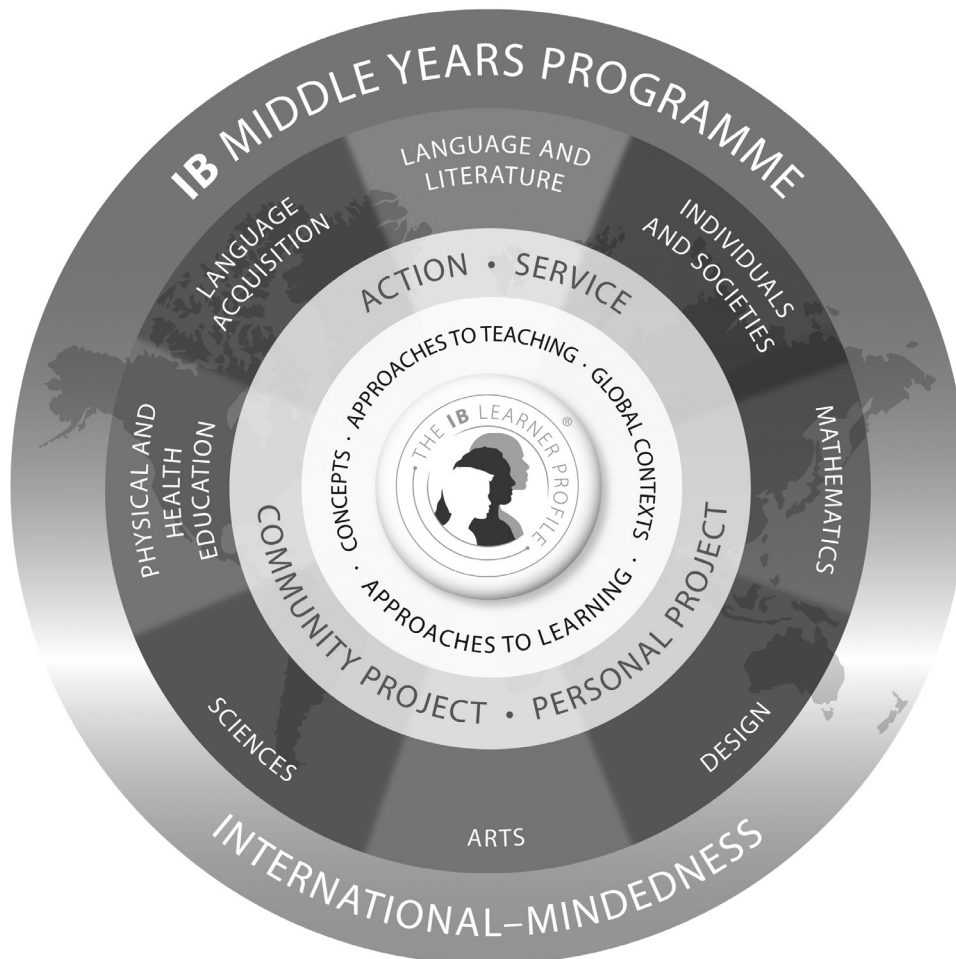 IB MIDDLE YEARS PROGRAMME
LANGUAGE AND
LITERATURE
INDIVIDUALS
AND SOCIETIES
MATHEMATICS
DESIGN
ARTS
SCIENCES
PHYSICAL AND
HEALTH
EDUCATION
LANGUAGE
ACQUISITION
ACTION • SERVICE
PERSONAL PROJECT •
COMMUNITY PROJECT
APPROACHES TO TEACHING · GLOBAL CONTEXTS ·
APPROACHES TO LEARNING · CONCEPTS ·
· THE IB LEARNER PROFILE ·
®
INTERNATIONAL–MINDEDNESS